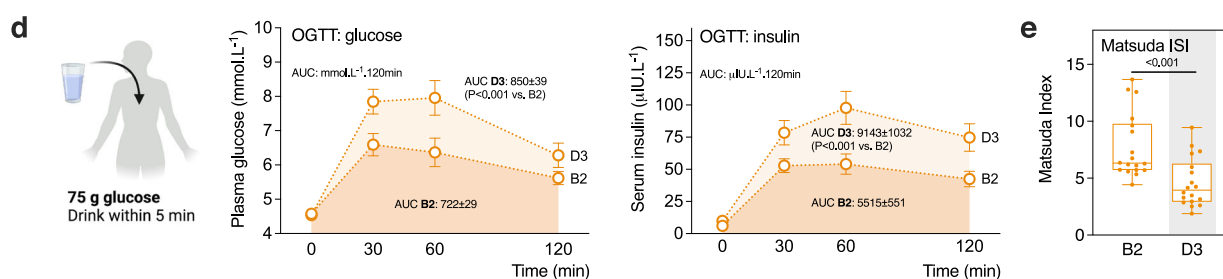 d
75 g glucose
Drink within 5 min
Plasma glucose (mmol.L⁻¹)
10
9
8
7
6
5
4
OGTT: glucose
AUC: mmol.L⁻¹.120min
AUC D3: 850±39
(P<0.001 vs. B2)
D3
B2
AUC B2: 722±29
0
30
60
120
Time (min)
Serum insulin (µIU.L⁻¹)
150
125
100
75
50
25
0
OGTT: insulin
AUC: µIU.L⁻¹.120min
AUC D3: 9143±1032
(P<0.001 vs. B2)
D3
B2
AUC B2: 5515±551
0
30
60
120
Time (min)
e
Matsuda ISI
<0.001
Matsuda Index
15
10
5
0
B2
D3